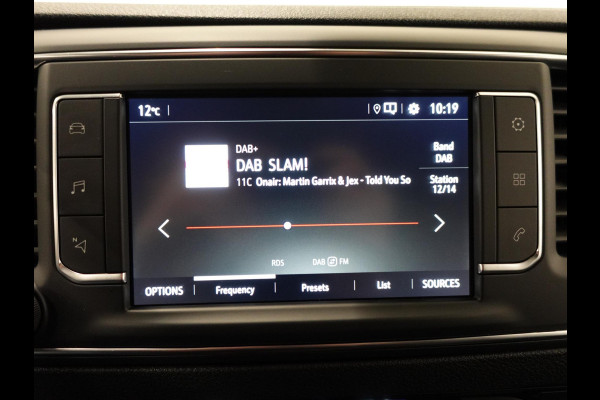 12°C
10:19
DAB+
DAB SLAM!
11C Onair: Martin Garrix & Jex - Told You So
Band
DAB
Station
12/14
N
RDS
DAB FM
OPTIONS Frequency Presets List SOURCES